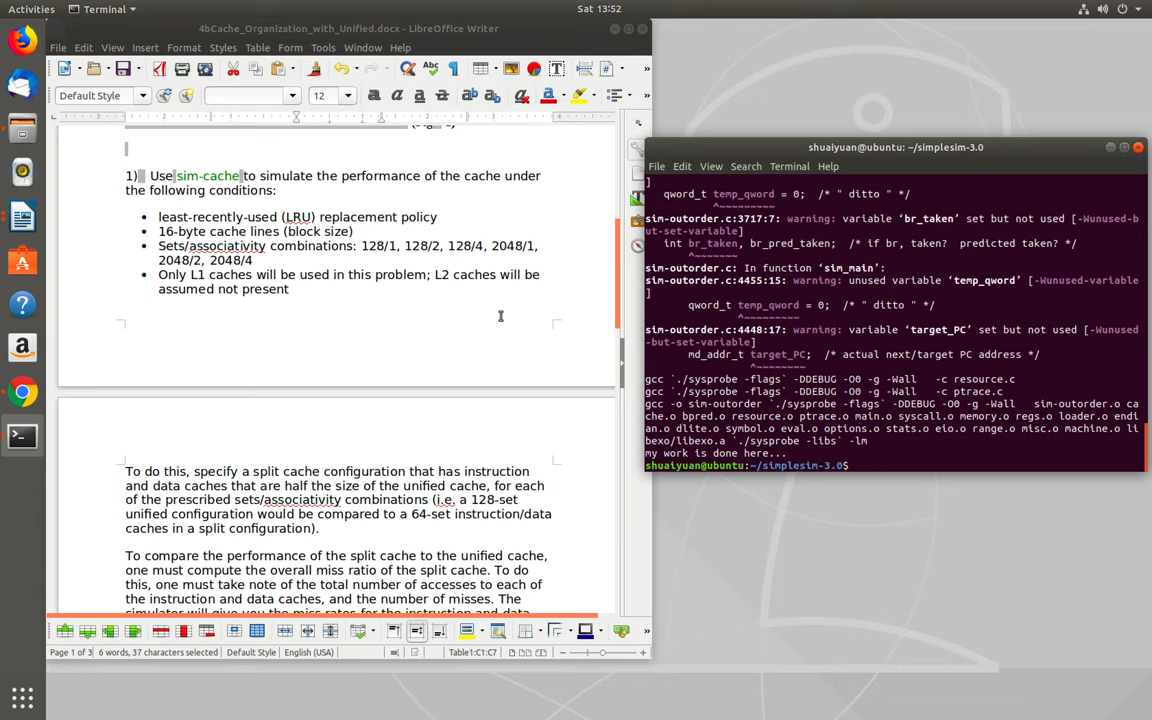 Activities
Terminal
Sat 13:52
4bCache_Organization_with_Unified.docx - LibreOffice Writer
File Edit View Insert Format Styles Table Form Tools Window Help
Default Style
12
1) Use sim-cache to simulate the performance of the cache under
the following conditions:
• least-recently-used (LRU) replacement policy
• 16-byte cache lines (block size)
• Sets/associativity combinations: 128/1, 128/2, 128/4, 2048/1,
2048/2, 2048/4
• Only L1 caches will be used in this problem; L2 caches will be
assumed not present
To do this, specify a split cache configuration that has instruction
and data caches that are half the size of the unified cache, for each
of the prescribed sets/associativity combinations (i.e. a 128-set
unified configuration would be compared to a 64-set instruction/data
caches in a split configuration).
To compare the performance of the split cache to the unified cache,
one must compute the overall miss ratio of the split cache. To do
this, one must take note of the total number of accesses to each of
the instruction and data caches, and the number of misses. The
simulator will give you the miss rates for the instruction and data
Page 1 of 3
6 words, 37 characters selected
Default Style
English (USA)
Table1:C1:C7
shuaiyuan@ubuntu: ~/simplesim-3.0
File Edit View Search Terminal Help
]
qword_t temp_qword = 0; /* " ditto " */
^~~~~~~~~~
sim-outorder.c:3717:7: warning: variable ‘br_taken’ set but not used [-Wunused-b
ut-set-variable]
int br_taken, br_pred_taken; /* if br, taken? predicted taken? */
^~~~~~~~
sim-outorder.c: In function ‘sim_main’:
sim-outorder.c:4455:15: warning: unused variable ‘temp_qword’ [-Wunused-variable
]
qword_t temp_qword = 0; /* " ditto " */
^~~~~~~~~~
sim-outorder.c:4448:17: warning: variable ‘target_PC’ set but not used [-Wunused
-but-set-variable]
md_addr_t target_PC; /* actual next/target PC address */
^~~~~~~~~
gcc `./sysprobe -flags` -DDEBUG -O0 -g -Wall -c resource.c
gcc `./sysprobe -flags` -DDEBUG -O0 -g -Wall -c ptrace.c
gcc -o sim-outorder `./sysprobe -flags` -DDEBUG -O0 -g -Wall sim-outorder.o ca
che.o bpred.o resource.o ptrace.o main.o syscall.o memory.o regs.o loader.o endi
an.o dlite.o symbol.o eval.o options.o stats.o eio.o range.o misc.o machine.o li
bexo/libexo.a `./sysprobe -libs` -lm
my work is done here...
shuaiyuan@ubuntu:~/simplesim-3.0$